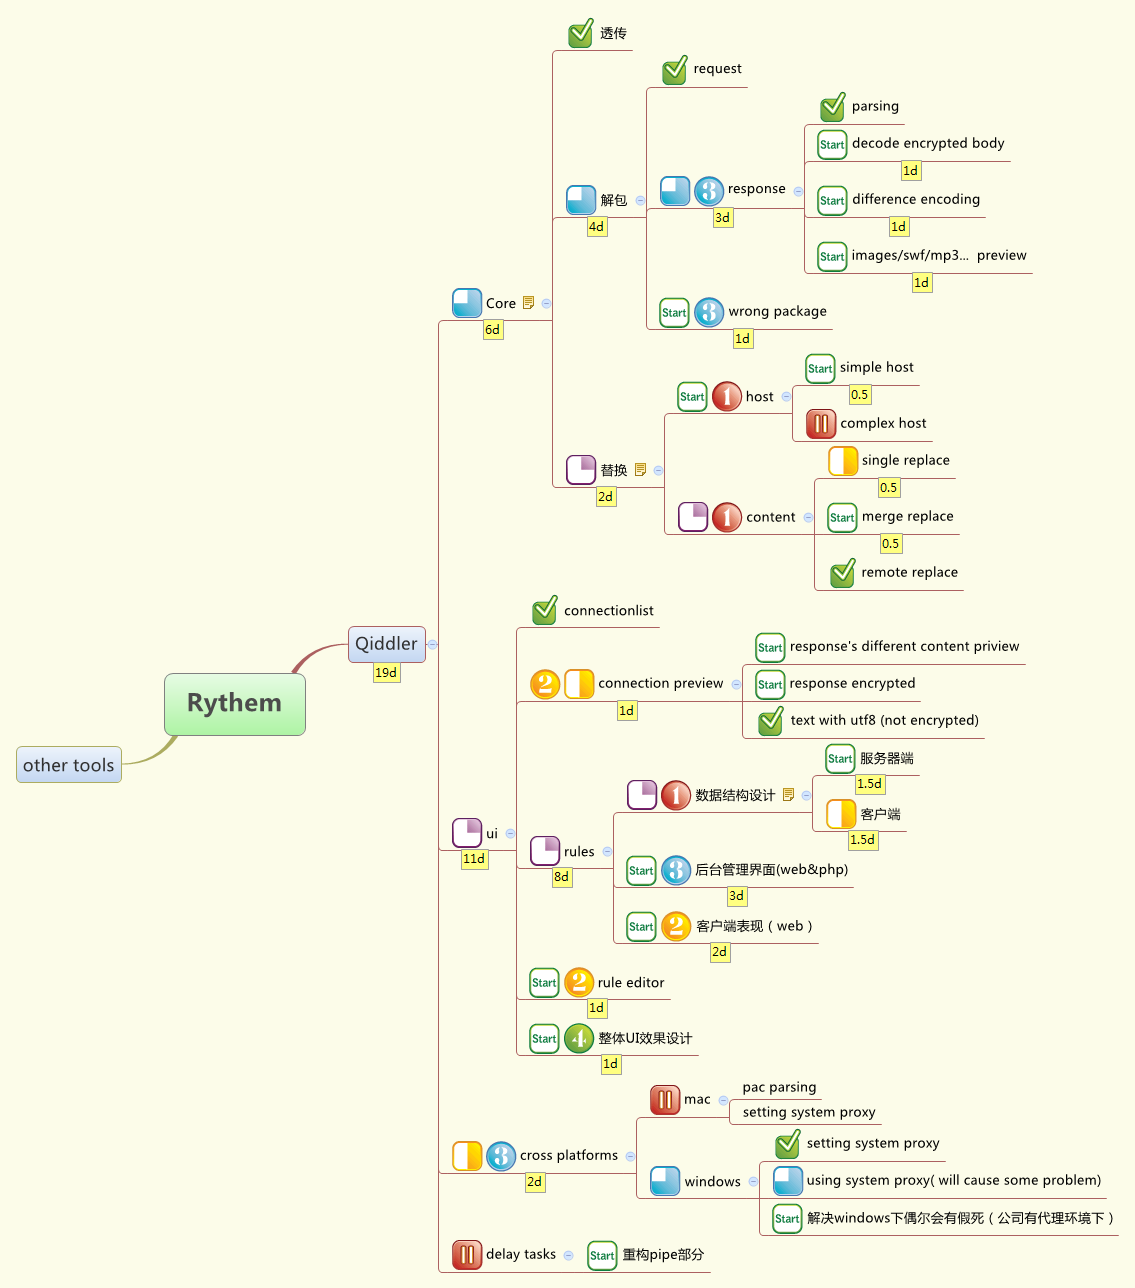 Rythem
other tools
Qiddler
19d
Core
6d
透传
解包
4d
Start
request
3
response
3d
parsing
Start
decode encrypted body
1d
Start
difference encoding
1d
Start
images/swf/mp3... preview
1d
Start
3
wrong package
1d
替换
2d
Start
1
host
Start
simple host
0.5
complex host
1
content
single replace
0.5
Start
merge replace
0.5
remote replace
ui
11d
connectionlist
2
connection preview
1d
Start
response's different content priview
Start
response encrypted
text with utf8 (not encrypted)
rules
8d
1
数据结构设计
Start
服务器端
1.5d
客户端
1.5d
Start
3
后台管理界面(web&php)
3d
Start
2
客户端表现（web）
2d
Start
2
rule editor
1d
Start
4
整体UI效果设计
1d
3
cross platforms
2d
mac
pac parsing
setting system proxy
windows
setting system proxy
using system proxy( will cause some problem)
Start
解决windows下偶尔会有假死（公司有代理环境下）
delay tasks
Start
重构pipe部分